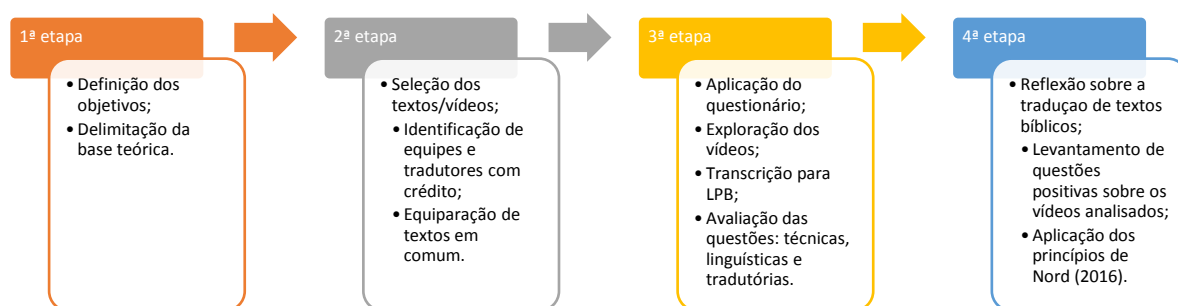 1ª etapa
• Definição dos
objetivos;
• Delimitação da
base teórica.
2ª etapa
• Seleção dos
textos/vídeos;
• Identificação de
equipes e
tradutores com
crédito;
• Equiparação de
textos em
comum.
3ª etapa
• Aplicação do
questionário;
• Exploração dos
vídeos;
• Transcrição para
LPB;
• Avaliação das
questões: técnicas,
linguísticas e
tradutórias.
4ª etapa
• Reflexão sobre a
traduçao de textos
bíblicos;
• Levantamento de
questões
positivas sobre os
vídeos analisados;
• Aplicação dos
princípios de
Nord (2016).